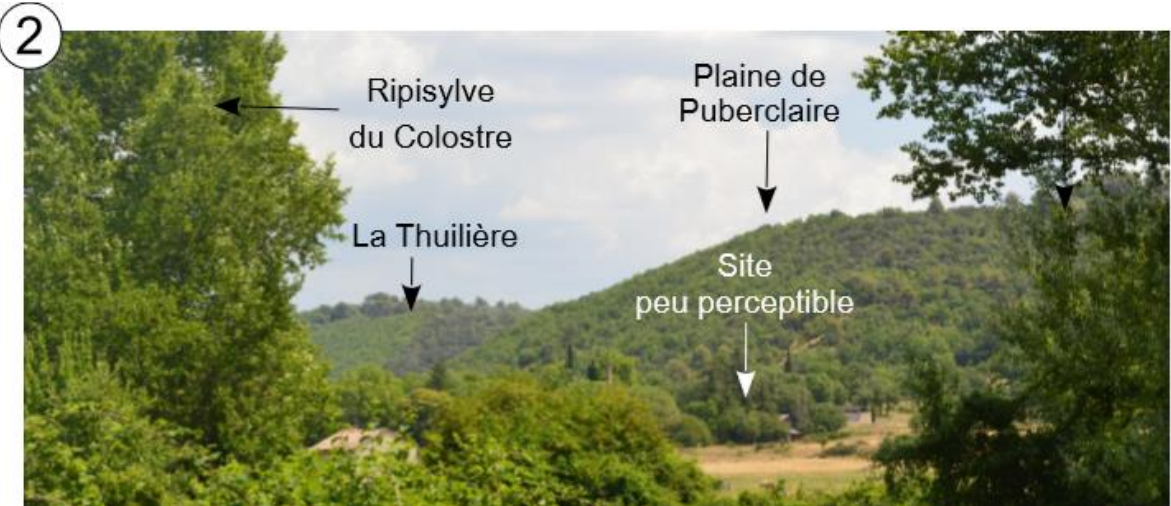 2
Ripisylve
du Colostre
Plaine de
Puberclaire
La Thuilière
Site
peu perceptible